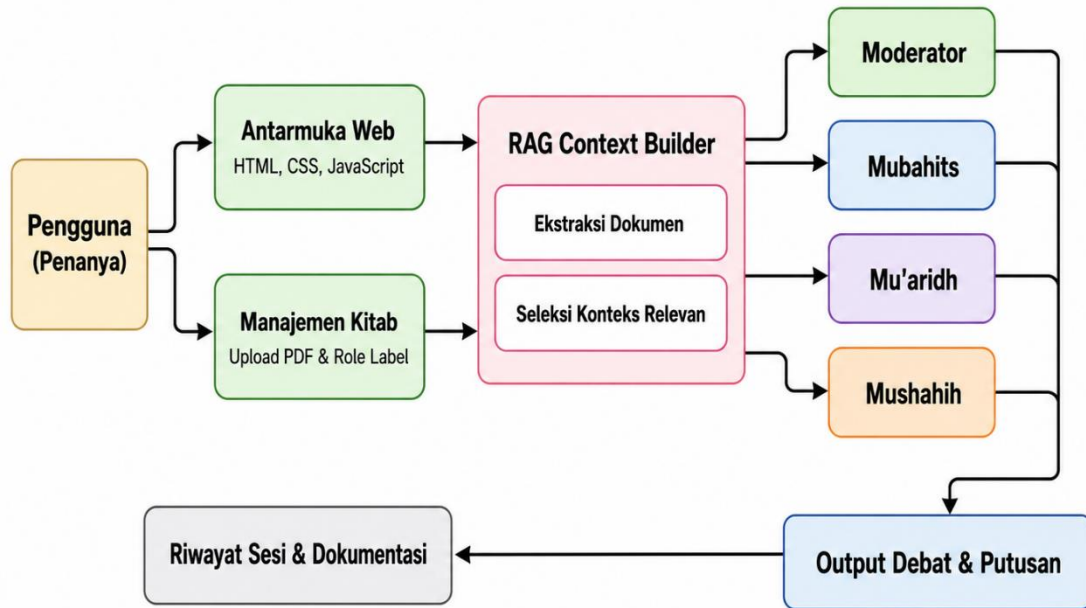 Pengguna
(Penanya)
Antarmuka Web
HTML, CSS, JavaScript
Manajemen Kitab
Upload PDF & Role Label
RAG Context Builder
Ekstraksi Dokumen
Seleksi Konteks Relevan
Moderator
Mubahits
Mu'aridh
Mushahih
Output Debat & Putusan
Riwayat Sesi & Dokumentasi